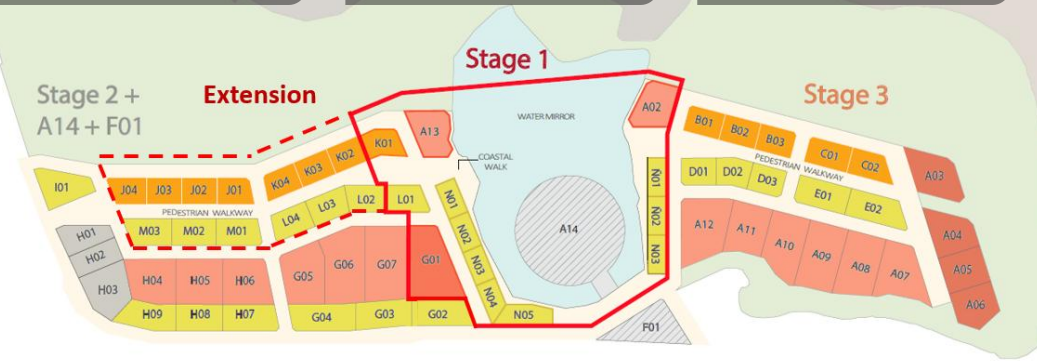 Stage 1
Stage 2 +
A14 + F01
Extension
Stage 3
WATER MIRROR
COASTAL
WALK
PEDESTRIAN WALKWAY
PEDESTRIAN WALKWAY
I01
J04 J03 J02 J01
K04 K03 K02 K01
A13
A02
B01 B02 B03
C01 C02
A03
M03 M02 M01
L04 L03 L02 L01
N01
N02
N03
N04
N05
Ñ01
Ñ02
N03
D01 D02 D03
E01 E02
H01
H02
H03
H04 H05 H06
H09 H08 H07
G05 G06 G07 G01
G04 G03 G02
A14
F01
A12 A11 A10 A09 A08 A07
A04
A05
A06